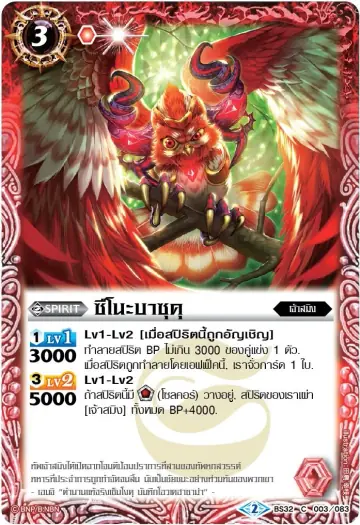 3
SPIRIT
ชีโนะบาชุคุ
เจ้าสมิง
1 LV1
3000
3 LV2
5000
Lv1-Lv2 [เมื่อสปิริตนี้ถูกอัญเชิญ]
ทำลายสปิริต BP ไม่เกิน 3000 ของคู่แข่ง 1 ตัว.
เมื่อสปิริตถูกทำลายโดยเอฟเฟ็คนี้, เราจั่วการ์ด 1 ใบ.
Lv1-Lv2
ถ้าสปิริตนี้มี (โซลคอร์) วางอยู่, สปิริตของเราเผ่า
[เจ้าสมิง] ทั้งหมด BP+4000.
© BNP/B,NBN
2
BS32 C 003 / 083